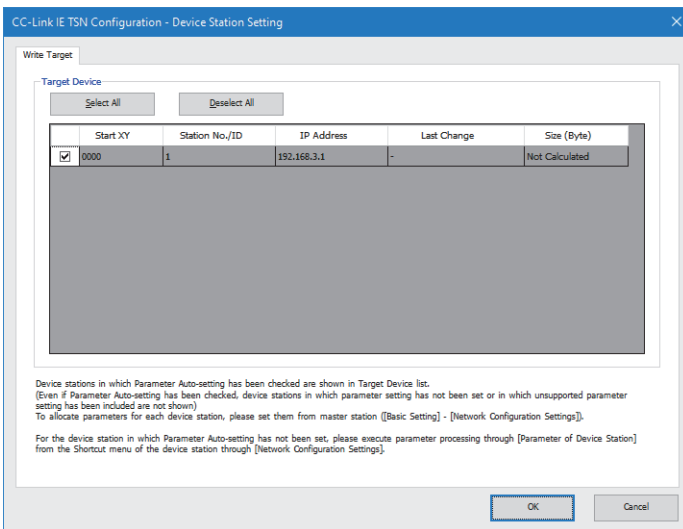 CC-Link IE TSN Configuration - Device Station Setting
Write Target
Target Device
Select All Deselect All
Start XY Station No./ID IP Address Last Change Size (Byte)
0000 1 192.168.3.1 - Not Calculated
Device stations in which Parameter Auto-setting has been checked are shown in Target Device list.
(Even if Parameter Auto-setting has been checked, device stations in which parameter setting has not been set or in which unsupported parameter
setting has been included are not shown)
To allocate parameters for each device station, please set them from master station ([Basic Setting] - [Network Configuration Settings]).
For the device station in which Parameter Auto-setting has not been set, please execute parameter processing through [Parameter of Device Station]
from the Shortcut menu of the device station through [Network Configuration Settings].
OK Cancel